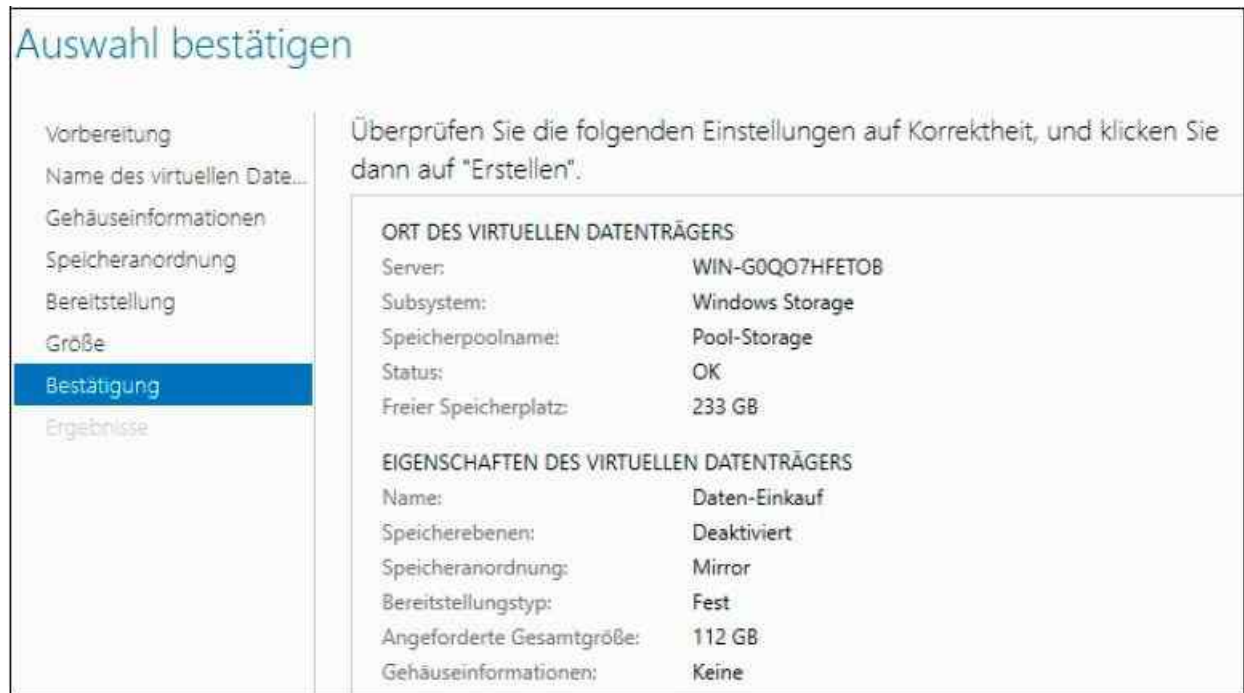 Auswahl bestätigen
Vorbereitung
Name des virtuellen Date...
Gehäuseinformationen
Speicheranordnung
Bereitstellung
Größe
Bestätigung
Ergebnisse
Überprüfen Sie die folgenden Einstellungen auf Korrektheit, und klicken Sie
dann auf "Erstellen".
ORT DES VIRTUELLEN DATENTRÄGERS
Server: WIN-G0QO7HFETOB
Subsystem: Windows Storage
Speicherpoolname: Pool-Storage
Status: OK
Freier Speicherplatz: 233 GB
EIGENSCHAFTEN DES VIRTUELLEN DATENTRÄGERS
Name: Daten-Einkauf
Speicherebenen: Deaktiviert
Speicheranordnung: Mirror
Bereitstellungstyp: Fest
Angeforderte Gesamtgröße: 112 GB
Gehäuseinformationen: Keine